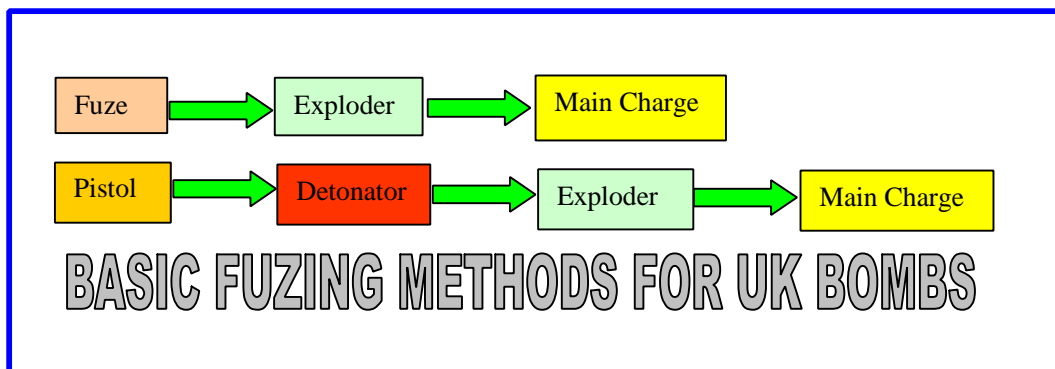 Fuze Exploder Main Charge
Pistol Detonator Exploder Main Charge
BASIC FUZING METHODS FOR UK BOMBS